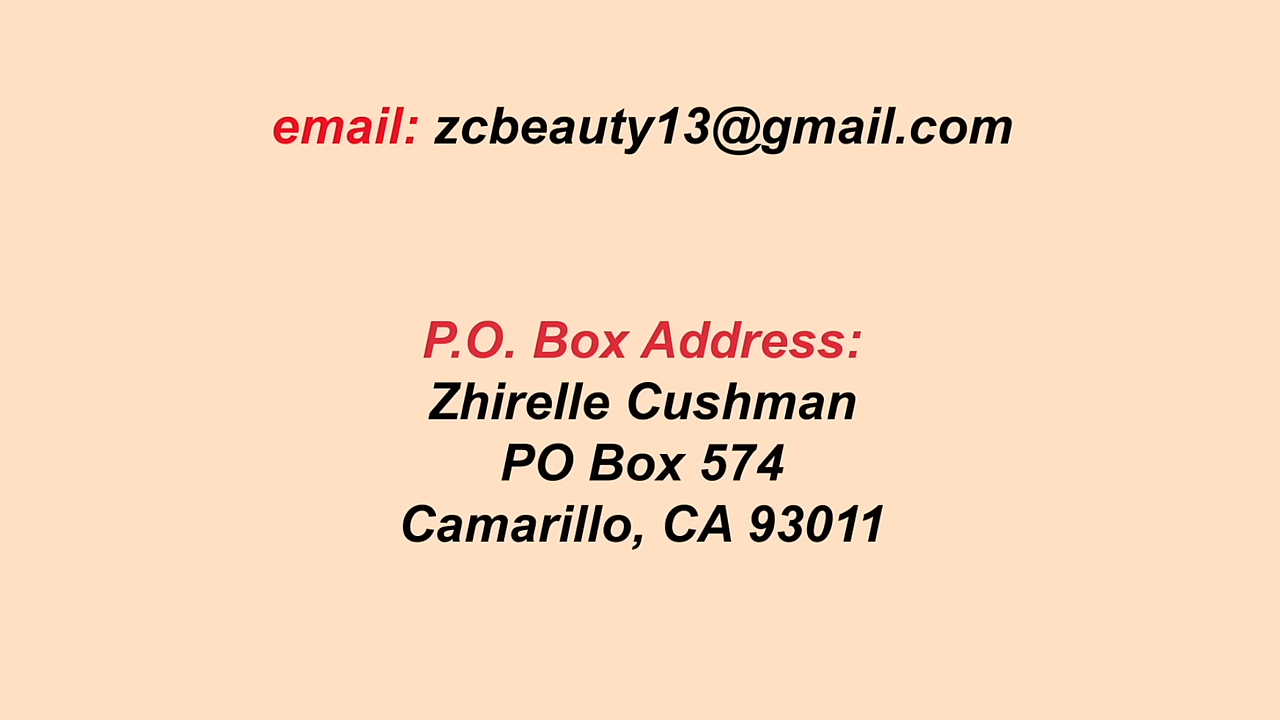 email: zcbeauty13@gmail.com
P.O. Box Address:
Zhirelle Cushman
PO Box 574
Camarillo, CA 93011